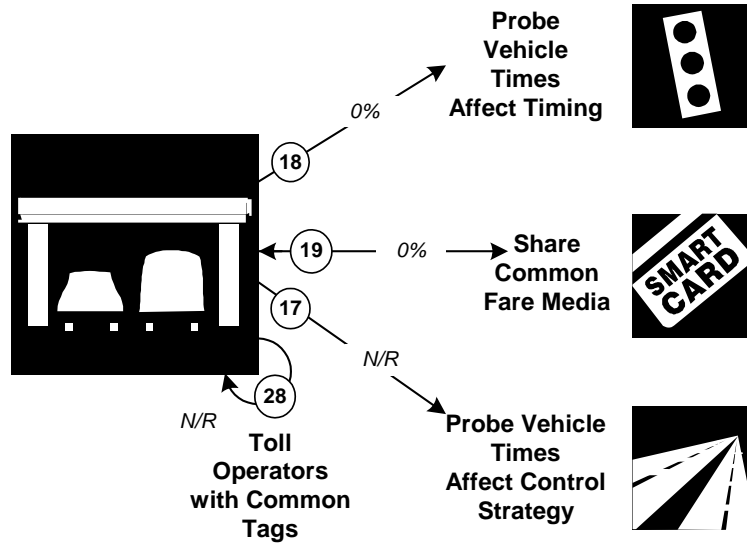 Probe
Vehicle
Times
Affect Timing
0%
18
19
0%
Share
Common
Fare Media
SMART
CARD
17
N/R
28
N/R
Toll
Operators
with Common
Tags
Probe Vehicle
Times
Affect Control
Strategy